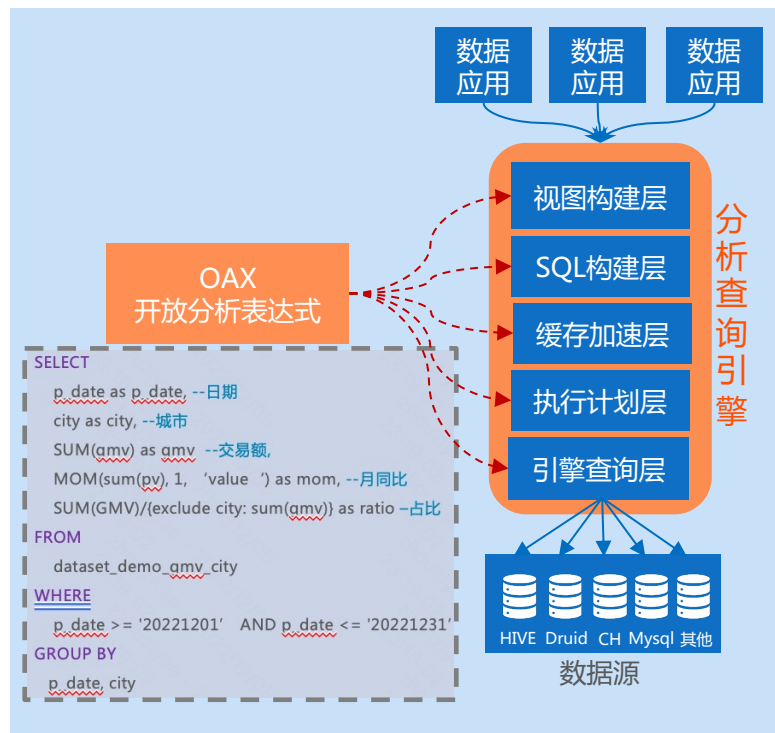 数据
应用
数据
应用
数据
应用
视图构建层
SQL构建层
缓存加速层
执行计划层
引擎查询层
分析查询引擎
OAX
开放分析表达式
SELECT
p_date as p_date, --日期
city as city, --城市
SUM(gmv) as gmv --交易额,
MOM(sum(pv), 1, ‘value‘) as mom, --月同比
SUM(GMV)/{exclude city: sum(gmv)} as ratio –占比
FROM
dataset_demo_gmv_city
WHERE
p_date >= '20221201’ AND p_date <= '20221231’
GROUP BY
p_date, city
HIVE Druid CH Mysql 其他
数据源